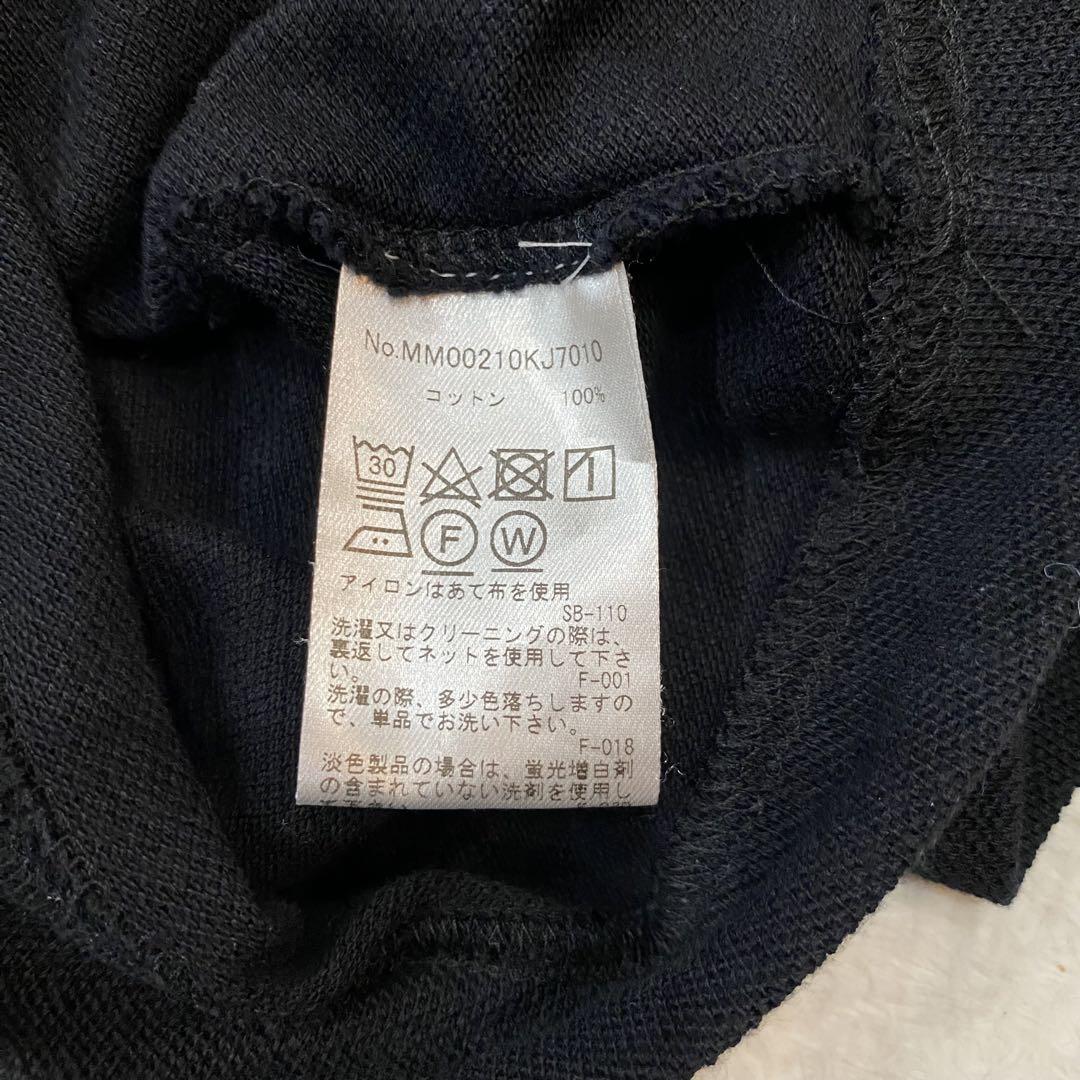 No.MM00210KJ7010
コットン 100%
30
F W
アイロンはあて布を使用
SB-110
洗濯又はクリーニングの際は、
裏返してネットを使用して下さ
い。
F-001
洗濯の際、多少色落ちしますの
で、単品でお洗い下さい。
F-018
淡色製品の場合は、蛍光増白剤
の含まれていない洗剤を使用し